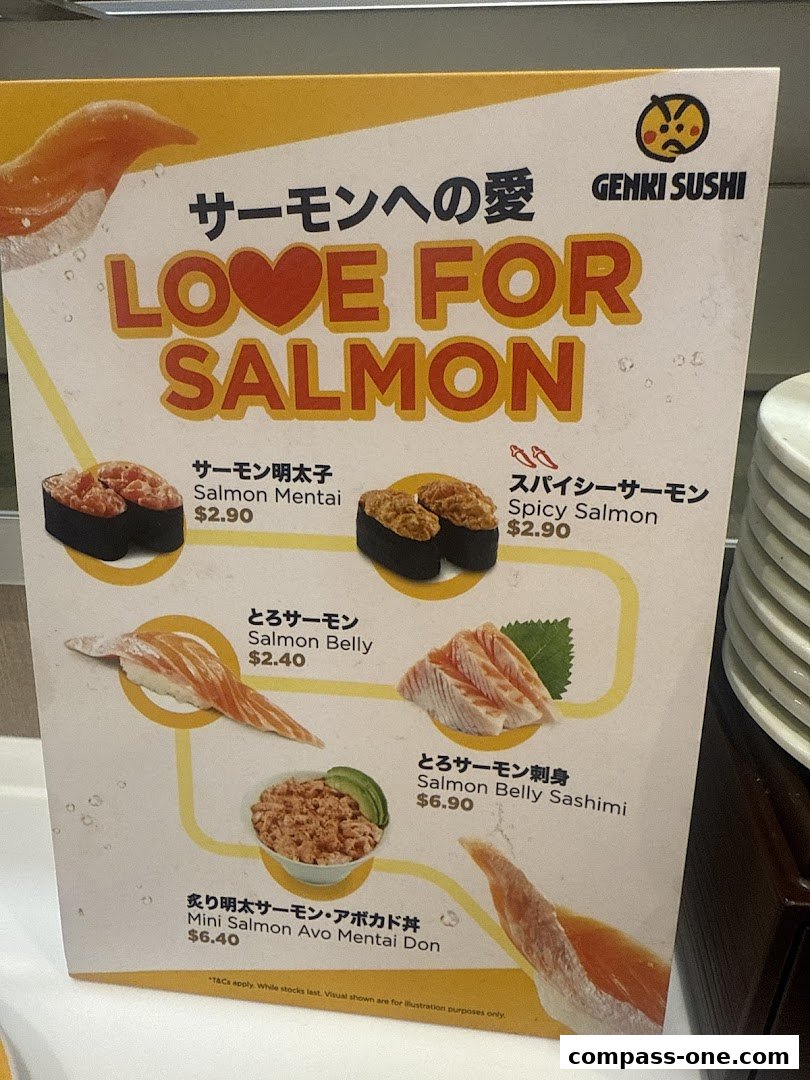 GENKI SUSHI
サーモンへの愛
LOVE FOR
SALMON
サーモン明太子
Salmon Mentai
$2.90
スパイシーサーモン
Spicy Salmon
$2.90
とろサーモン
Salmon Belly
$2.40
とろサーモン刺身
Salmon Belly Sashimi
$6.90
炙り明太サーモン・アボカド丼
Mini Salmon Avo Mentai Don
$6.40
*T&Cs apply. While stocks last. Visual shown are for illustration purposes only.
compass-one.com